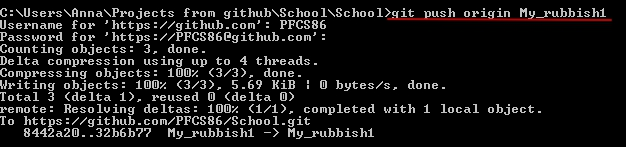 C:\Users\Anna\Projects from github\School\School>git push origin My_rubbish1
Username for 'https://github.com': PFCS86
Password for 'https://PFCS86@github.com':
Counting objects: 3, done.
Delta compression using up to 4 threads.
Compressing objects: 100% (3/3), done.
Writing objects: 100% (3/3), 5.69 KiB | 0 bytes/s, done.
Total 3 (delta 1), reused 0 (delta 0)
remote: Resolving deltas: 100% (1/1), completed with 1 local object.
To https://github.com/PFCS86/School.git
   8442a20..32b6b77  My_rubbish1 -> My_rubbish1